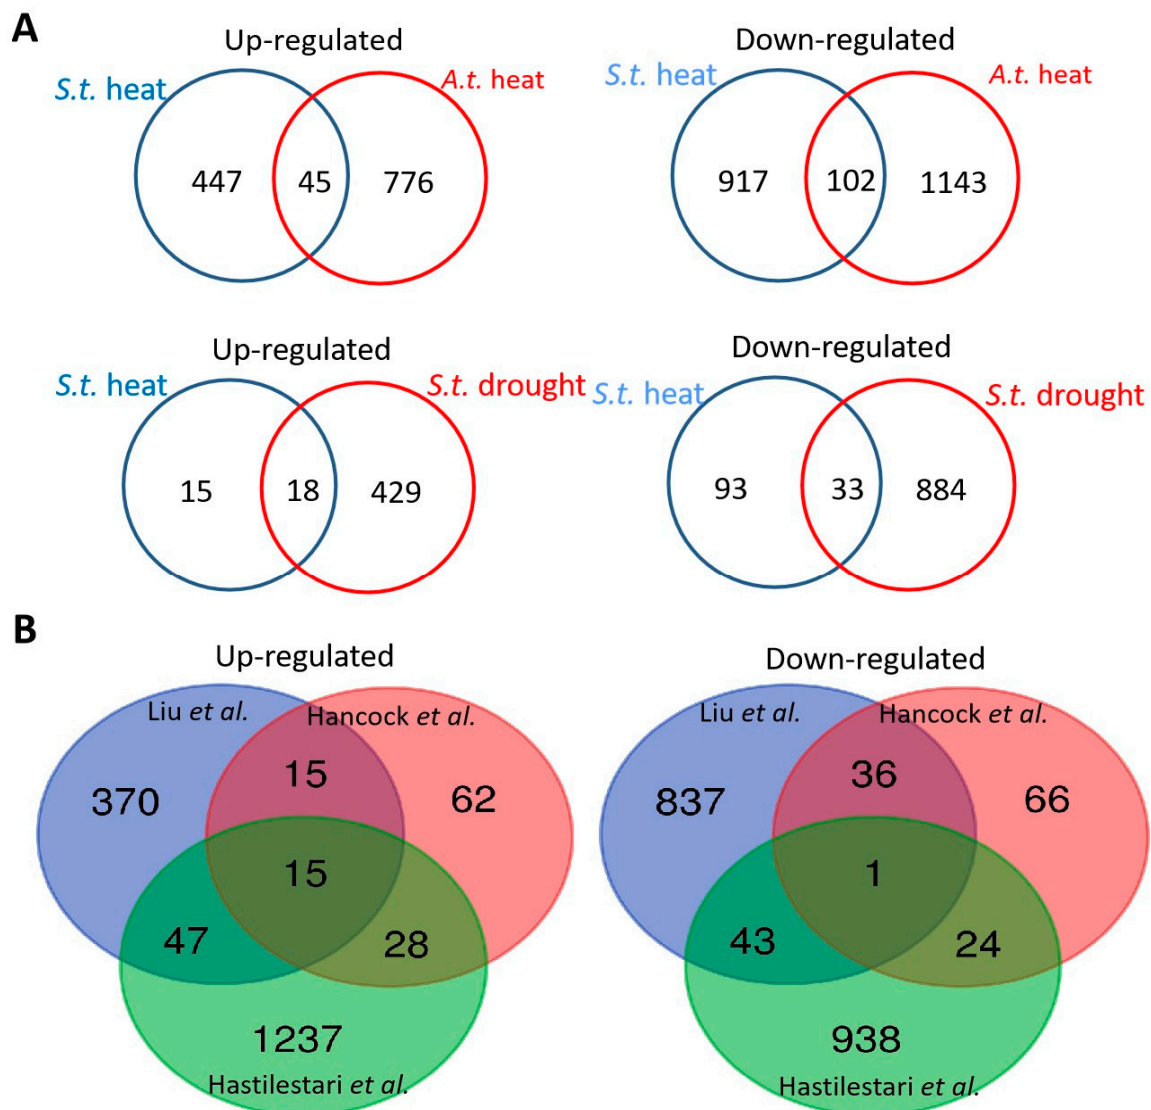 A
Up-regulated
Down-regulated
S.t. heat
A.t. heat
S.t. heat
A.t. heat
447 45 776
917 102 1143
Up-regulated
Down-regulated
S.t. heat
S.t. drought
S.t. heat
S.t. drought
15 18 429
93 33 884
B
Up-regulated
Down-regulated
Liu et al.
Hancock et al.
15
370
62
15
47
28
1237
Hastilestari et al.
Liu et al.
Hancock et al.
36
837
66
1
43
24
938
Hastilestari et al.